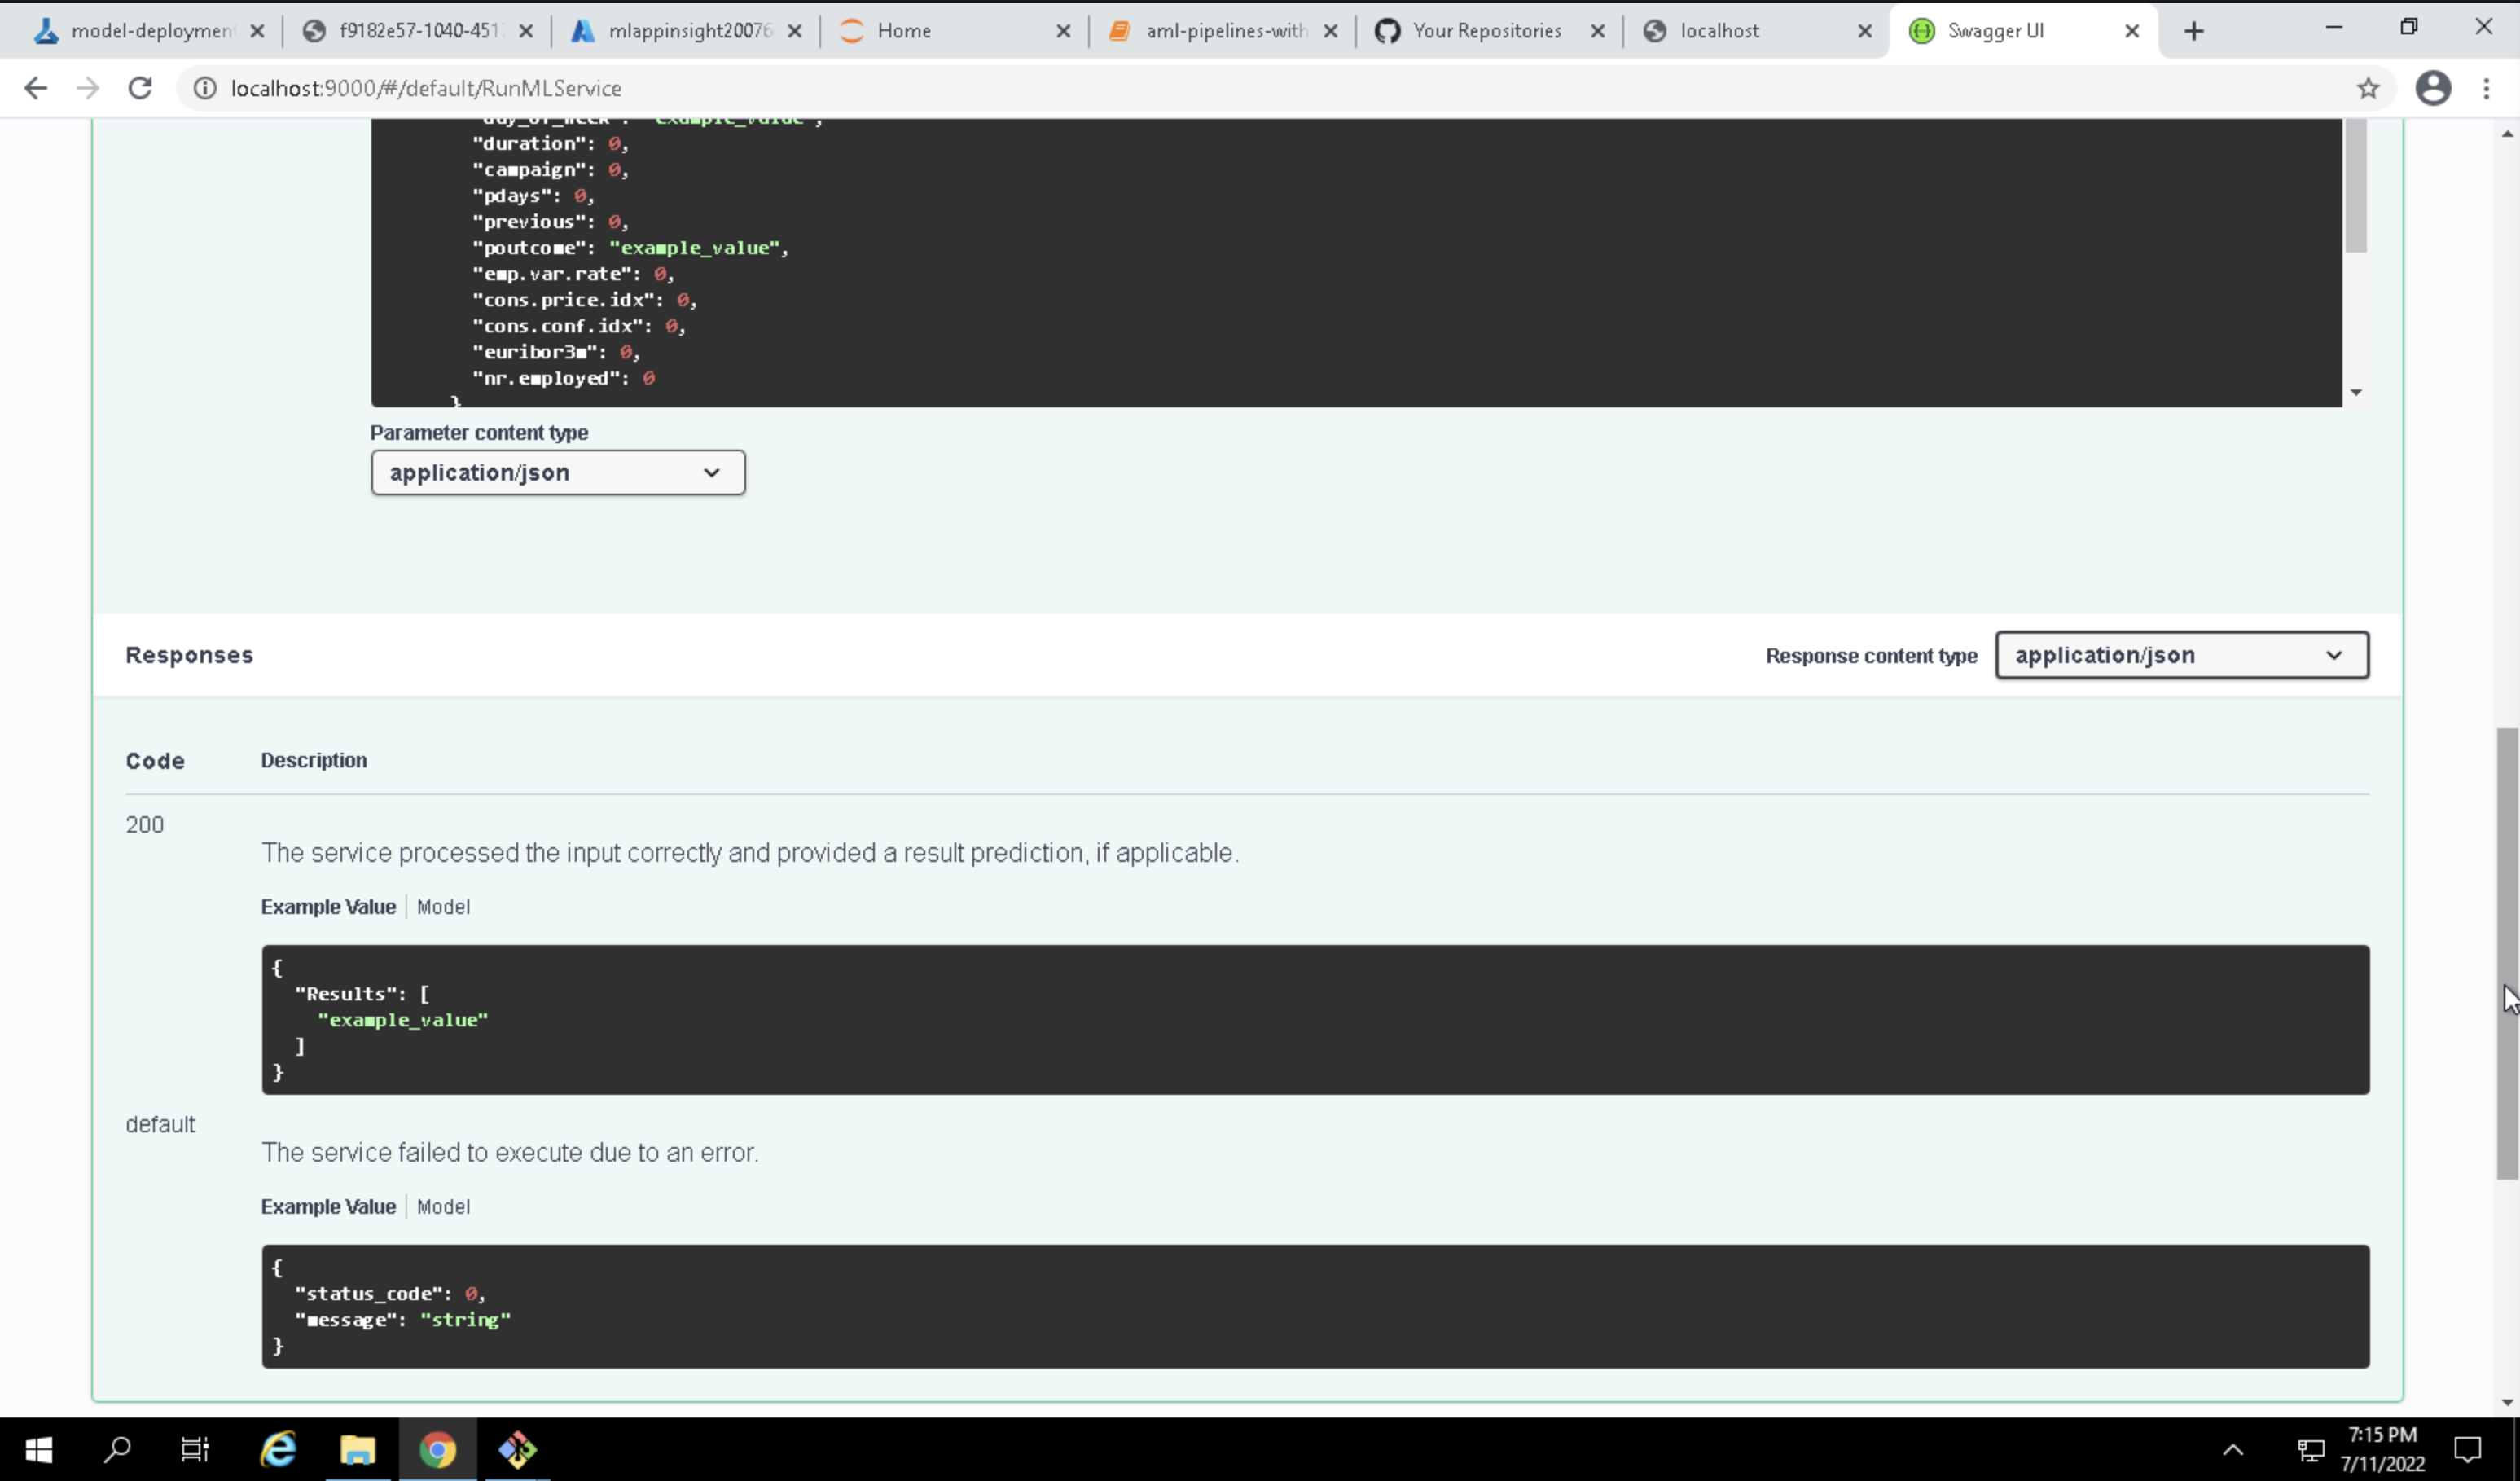 model-deploymen
f9182e57-1040-451
mlappinsight20076
Home
aml-pipelines-with
Your Repositories
localhost
Swagger UI
localhost:9000/#/default/RunMLService
"day_of_week": "example_value",
"duration": 0,
"campaign": 0,
"pdays": 0,
"previous": 0,
"poutcome": "example_value",
"emp.var.rate": 0,
"cons.price.idx": 0,
"cons.conf.idx": 0,
"euribor3m": 0,
"nr.employed": 0
}
Parameter content type
application/json
Responses
Response content type
application/json
Code
Description
200
The service processed the input correctly and provided a result prediction, if applicable.
Example Value | Model
{
"Results": [
"example_value"
]
}
default
The service failed to execute due to an error.
Example Value | Model
{
"status_code": 0,
"message": "string"
}
7:15 PM
7/11/2022